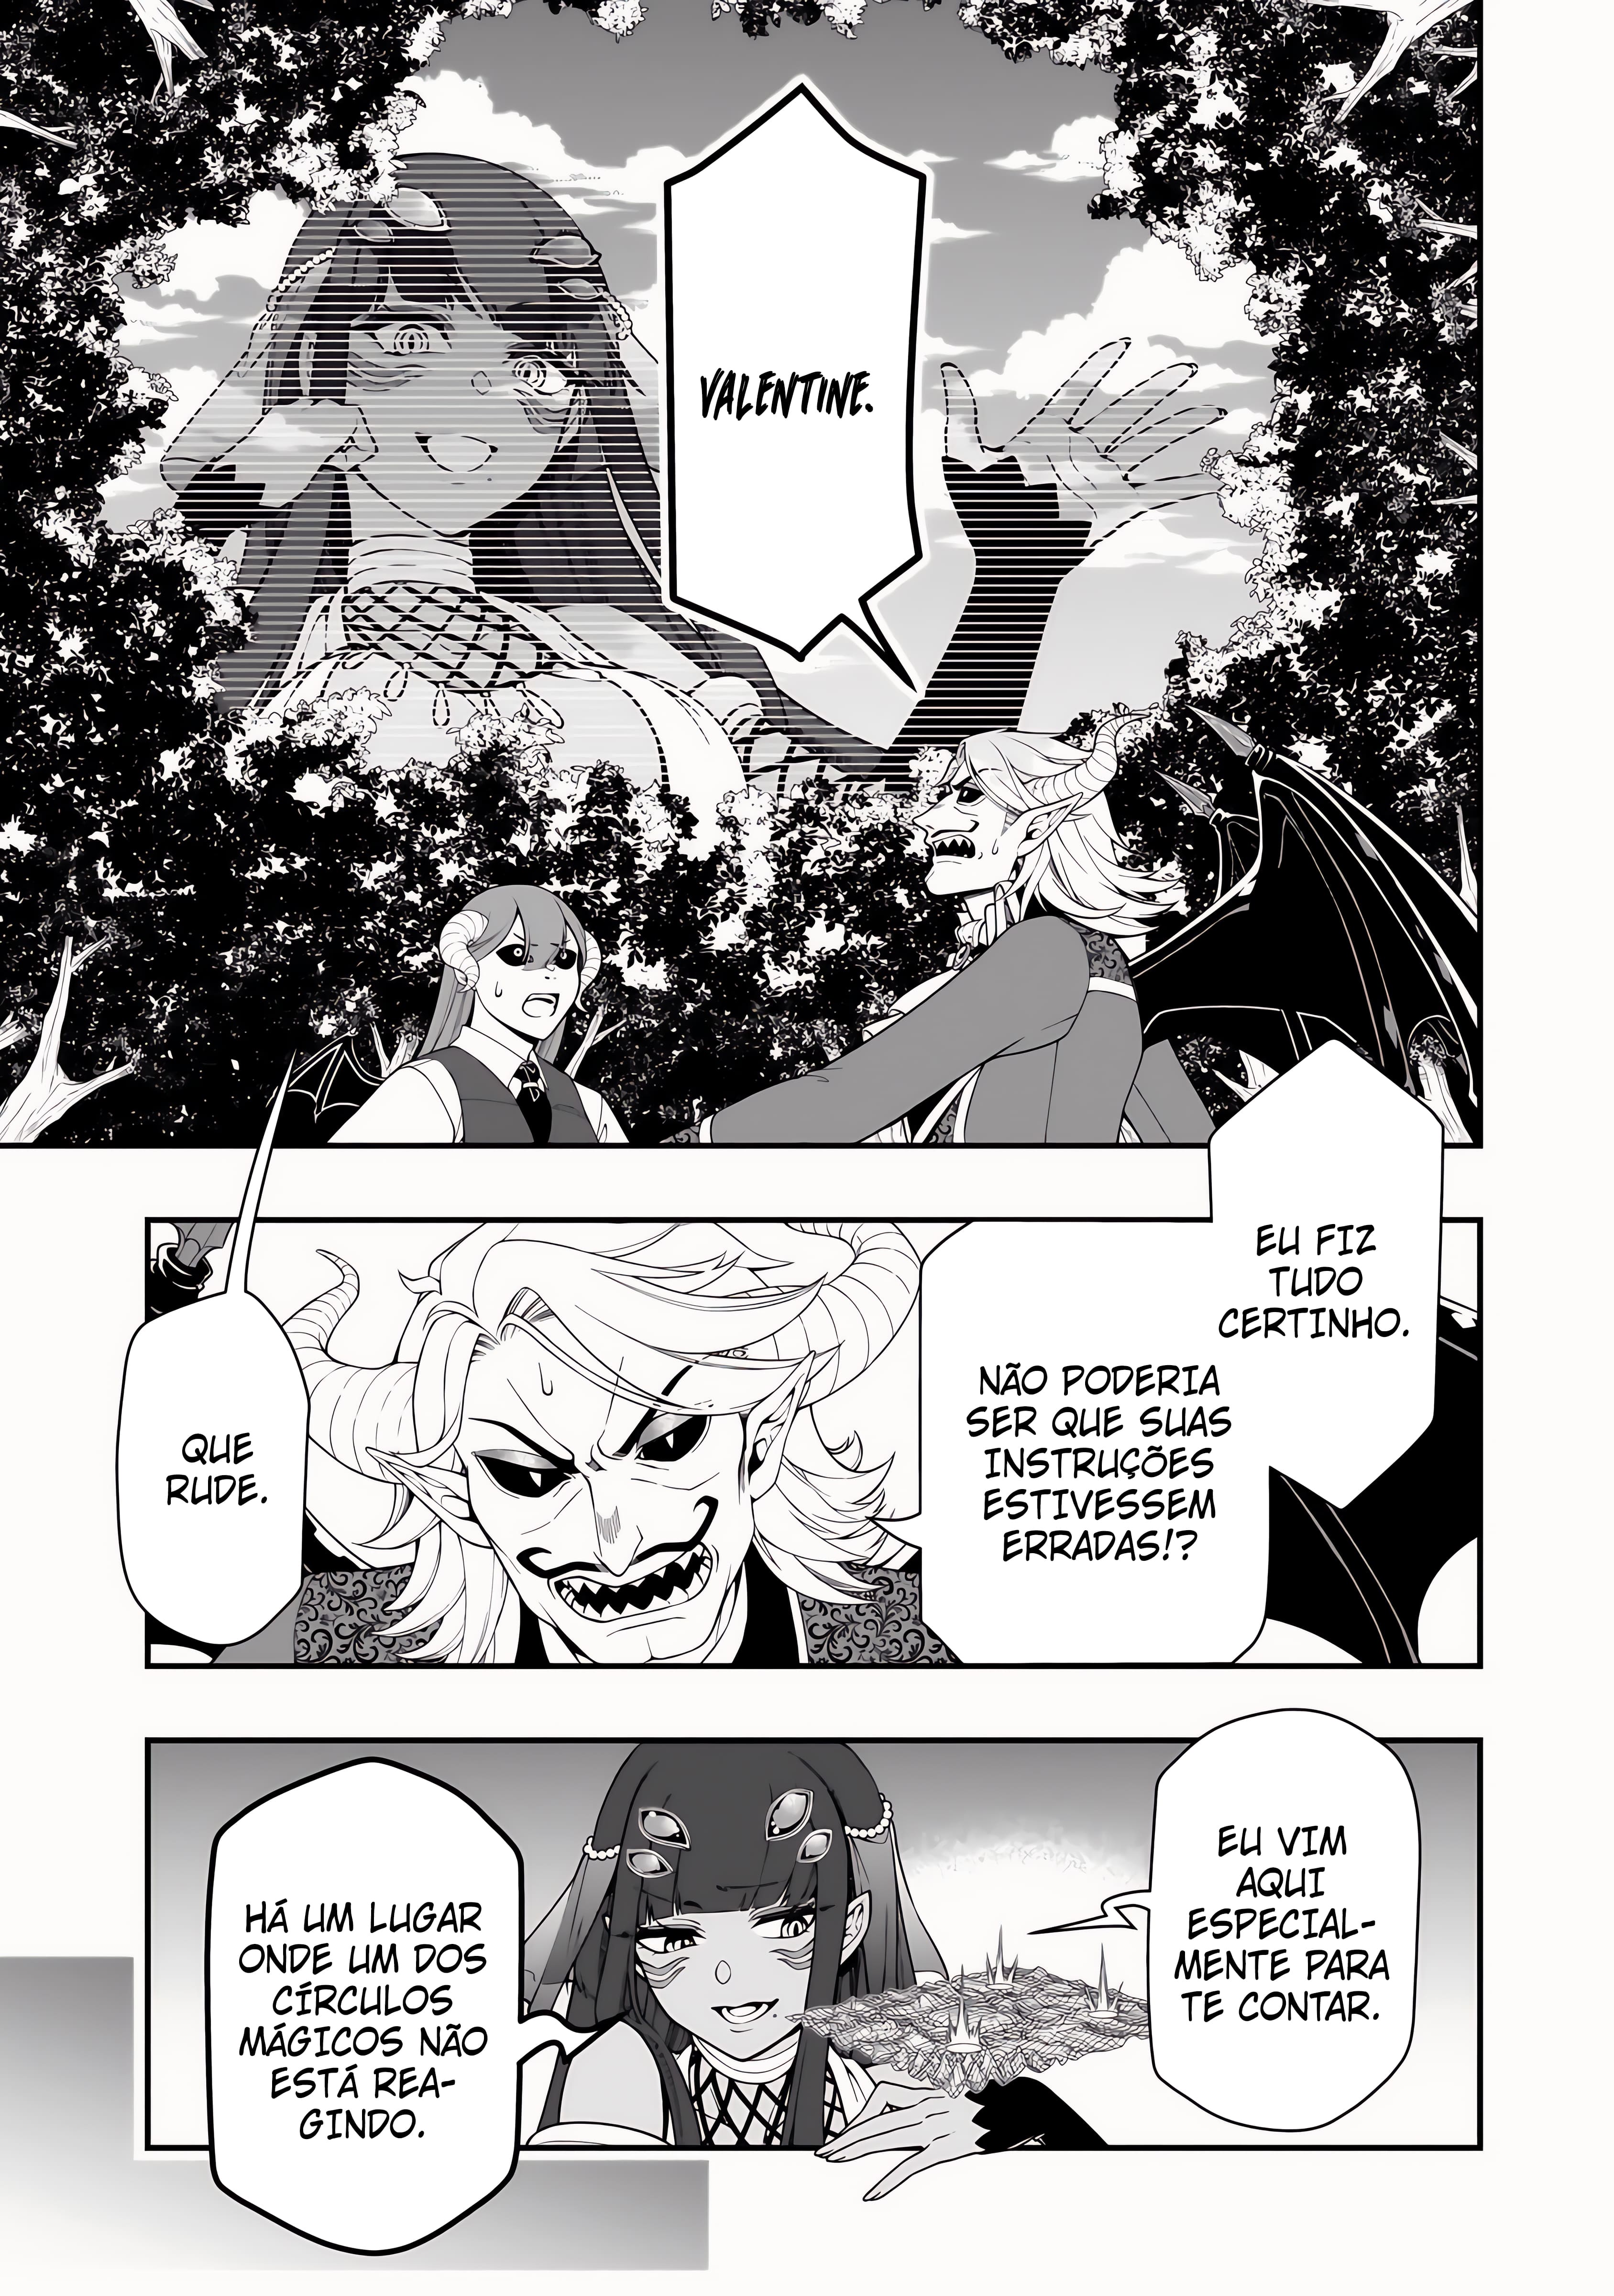 VALENTINE.
EU FIZ
TUDO
CERTINHO.
NÃO PODERIA
SER QUE SUAS
INSTRUÇÕES
ESTIVESSEM
ERRADAS!?
QUE
RUDE.
EU VIM
AQUI
ESPECIAL-
MENTE PARA
TE CONTAR.
HÁ UM LUGAR
ONDE UM DOS
CÍRCULOS
MÁGICOS NÃO
ESTÁ REA-
GINDO.